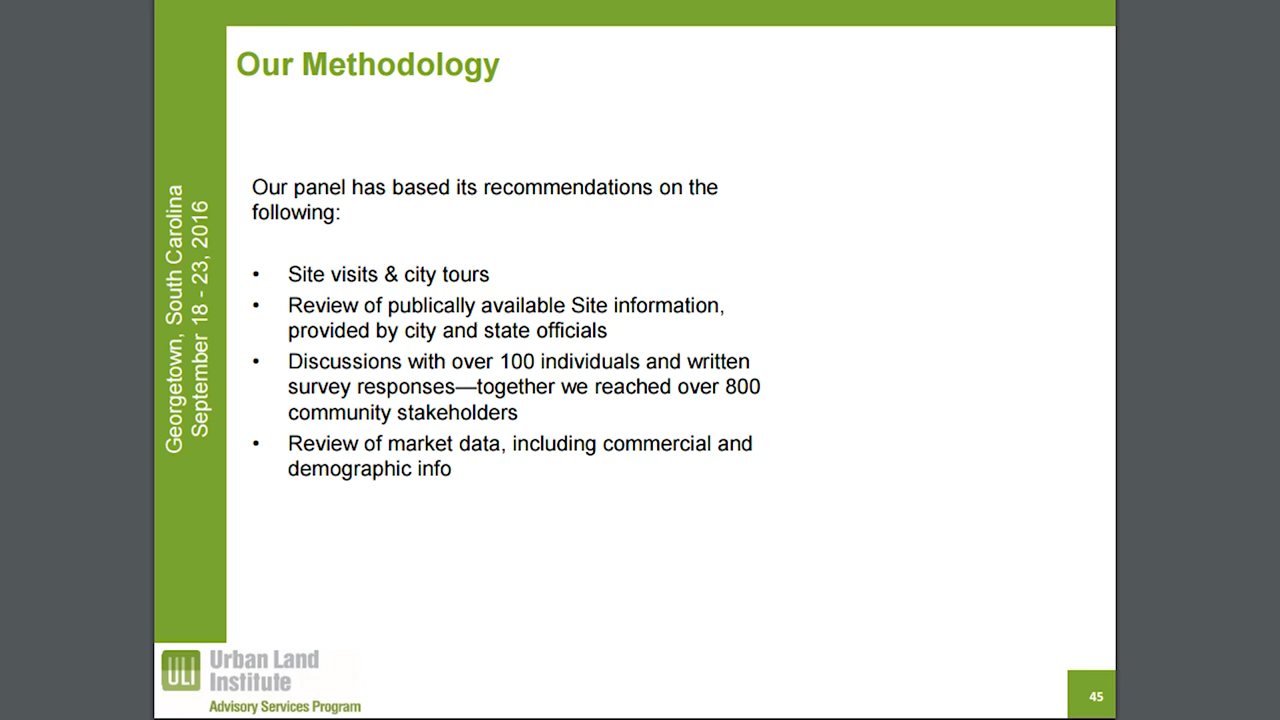 Our Methodology
Georgetown, South Carolina
September 18 - 23, 2016
Our panel has based its recommendations on the
following:
• Site visits & city tours
• Review of publically available Site information,
provided by city and state officials
• Discussions with over 100 individuals and written
survey responses—together we reached over 800
community stakeholders
• Review of market data, including commercial and
demographic info
ULI
Urban Land
Institute
Advisory Services Program
45